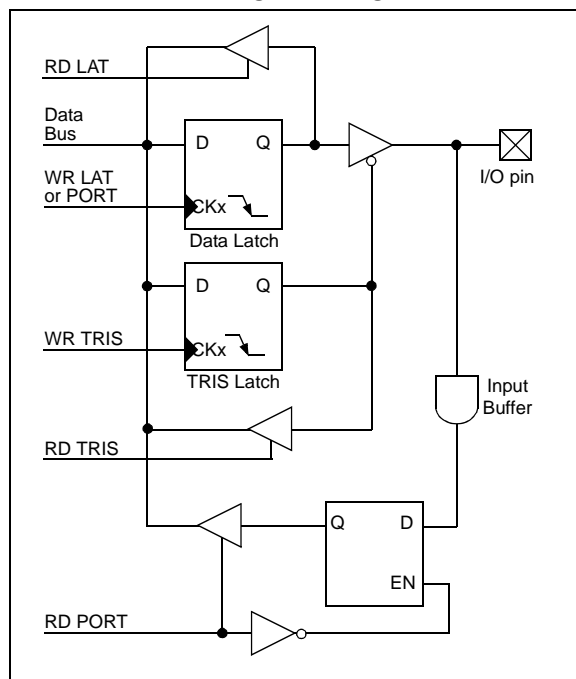 RD LAT
Data
Bus
D Q
WR LAT
or PORT
CKx
I/O pin
Data Latch
D Q
WR TRIS
CKx
TRIS Latch
Input
Buffer
RD TRIS
Q D
EN
RD PORT